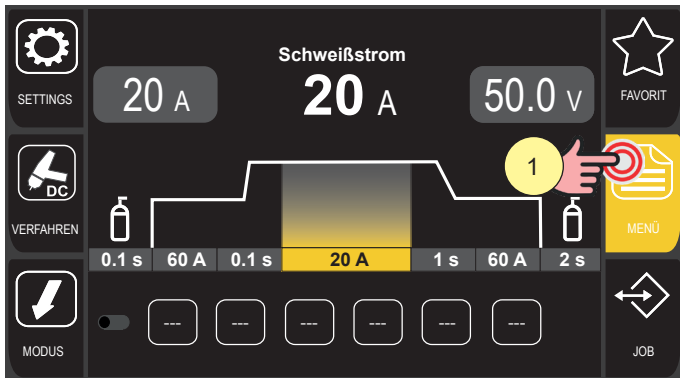 Schweißstrom
SETTINGS
20 A
20 A
50.0 V
FAVORIT
1
DC
VERFAHREN
MENÜ
0.1 s 60 A 0.1 s 20 A 1 s 60 A 2 s
--- --- --- --- --- ---
MODUS
JOB